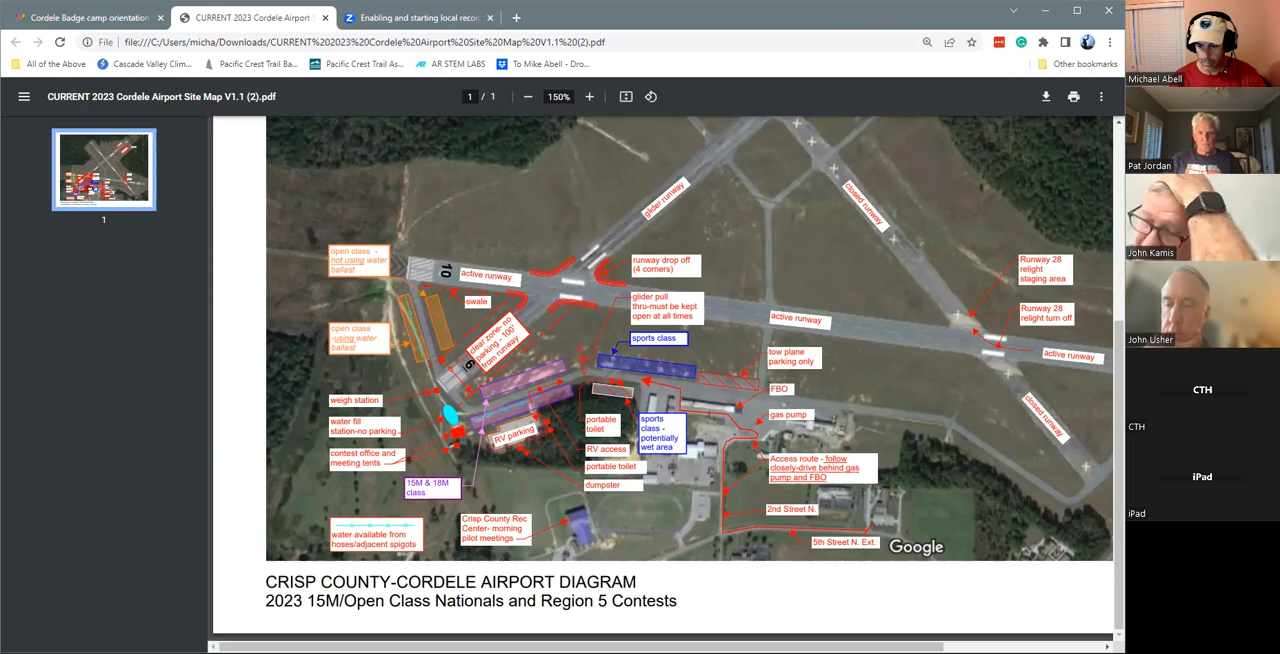 Cordele Badge camp orientation
CURRENT 2023 Cordele Airport S
Enabling and starting local recor
File
file:///C:/Users/micha/Downloads/CURRENT%202023%20Cordele%20Airport%20Site%20Map%20V1.1%20(2).pdf
All of the Above
Cascade Valley Clim...
Pacific Crest Trail Ba...
Pacific Crest Trail As...
AR STEM LABS
To Mike Abell - Dro...
Other bookmarks
CURRENT 2023 Cordele Airport Site Map V1.1 (2).pdf
1 / 1
150%
1
glider runway
closed runway
open class -
not using water
ballast
10
active runway
runway drop off
(4 corners)
Runway 28
relight
staging area
swale
glider pull
thru-must be kept
open at all times
Runway 28
relight turn off
active runway
open class
-using water
ballast
clear zone- no
parking - 100'
from runway
sports class
tow plane
parking only
active runway
6
FBO
weigh station
closed runway
gas pump
water fill
station-no parking
portable
toilet
sports
class -
potentially
wet area
RV parking
RV access
contest office and
meeting tents
portable toilet
Access route - follow
closely-drive behind gas
pump and FBO
15M & 18M
class
dumpster
2nd Street N.
Crisp County Rec
Center- morning
pilot meetings
water available from
hoses/adjacent spigots
5th Street N. Ext.
Google
CRISP COUNTY-CORDELE AIRPORT DIAGRAM
2023 15M/Open Class Nationals and Region 5 Contests
Michael Abell
Pat Jordan
John Kamis
John Usher
CTH
CTH
iPad
iPad